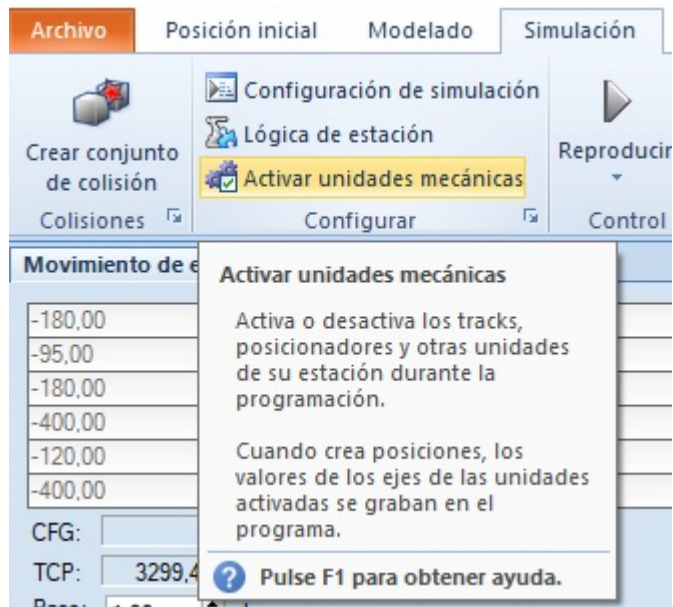 Archivo
Posición inicial
Modelado
Simulación
Crear conjunto
de colisión
Colisiones
Configuración de simulación
Lógica de estación
Activar unidades mecánicas
Configurar
Reproducir
Control
Movimiento de e
-180,00
-95,00
-180,00
-400,00
-120,00
-400,00
CFG:
TCP: 3299,4
Activar unidades mecánicas
Activa o desactiva los tracks,
posicionadores y otras unidades
de su estación durante la
programación.
Cuando crea posiciones, los
valores de los ejes de las unidades
activadas se graban en el
programa.
Pulse F1 para obtener ayuda.